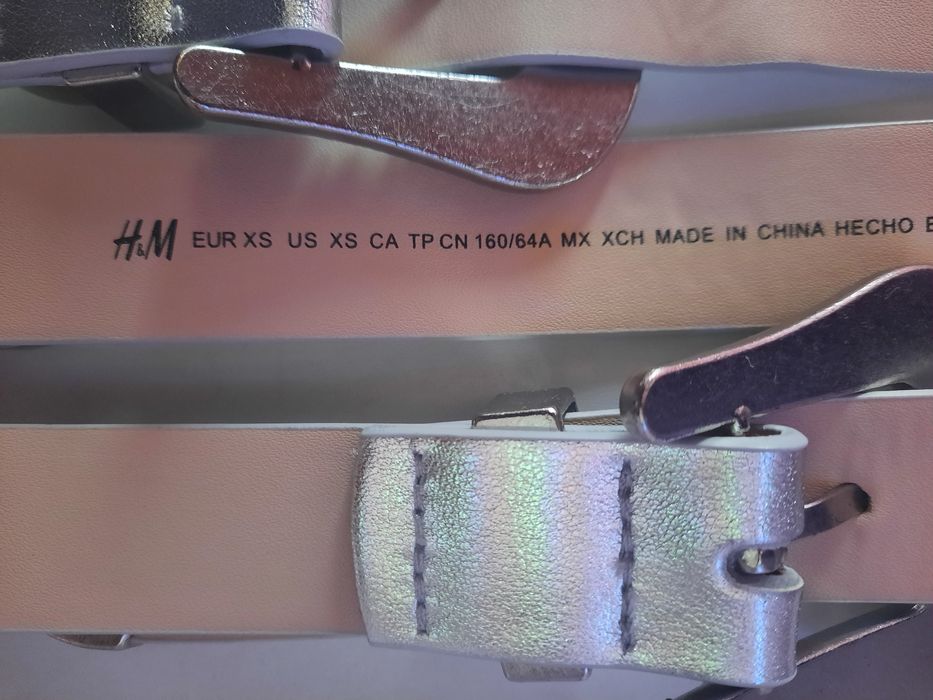 H&M EUR XS US XS CA TP CN 160/64A MX XCH MADE IN CHINA HECHO